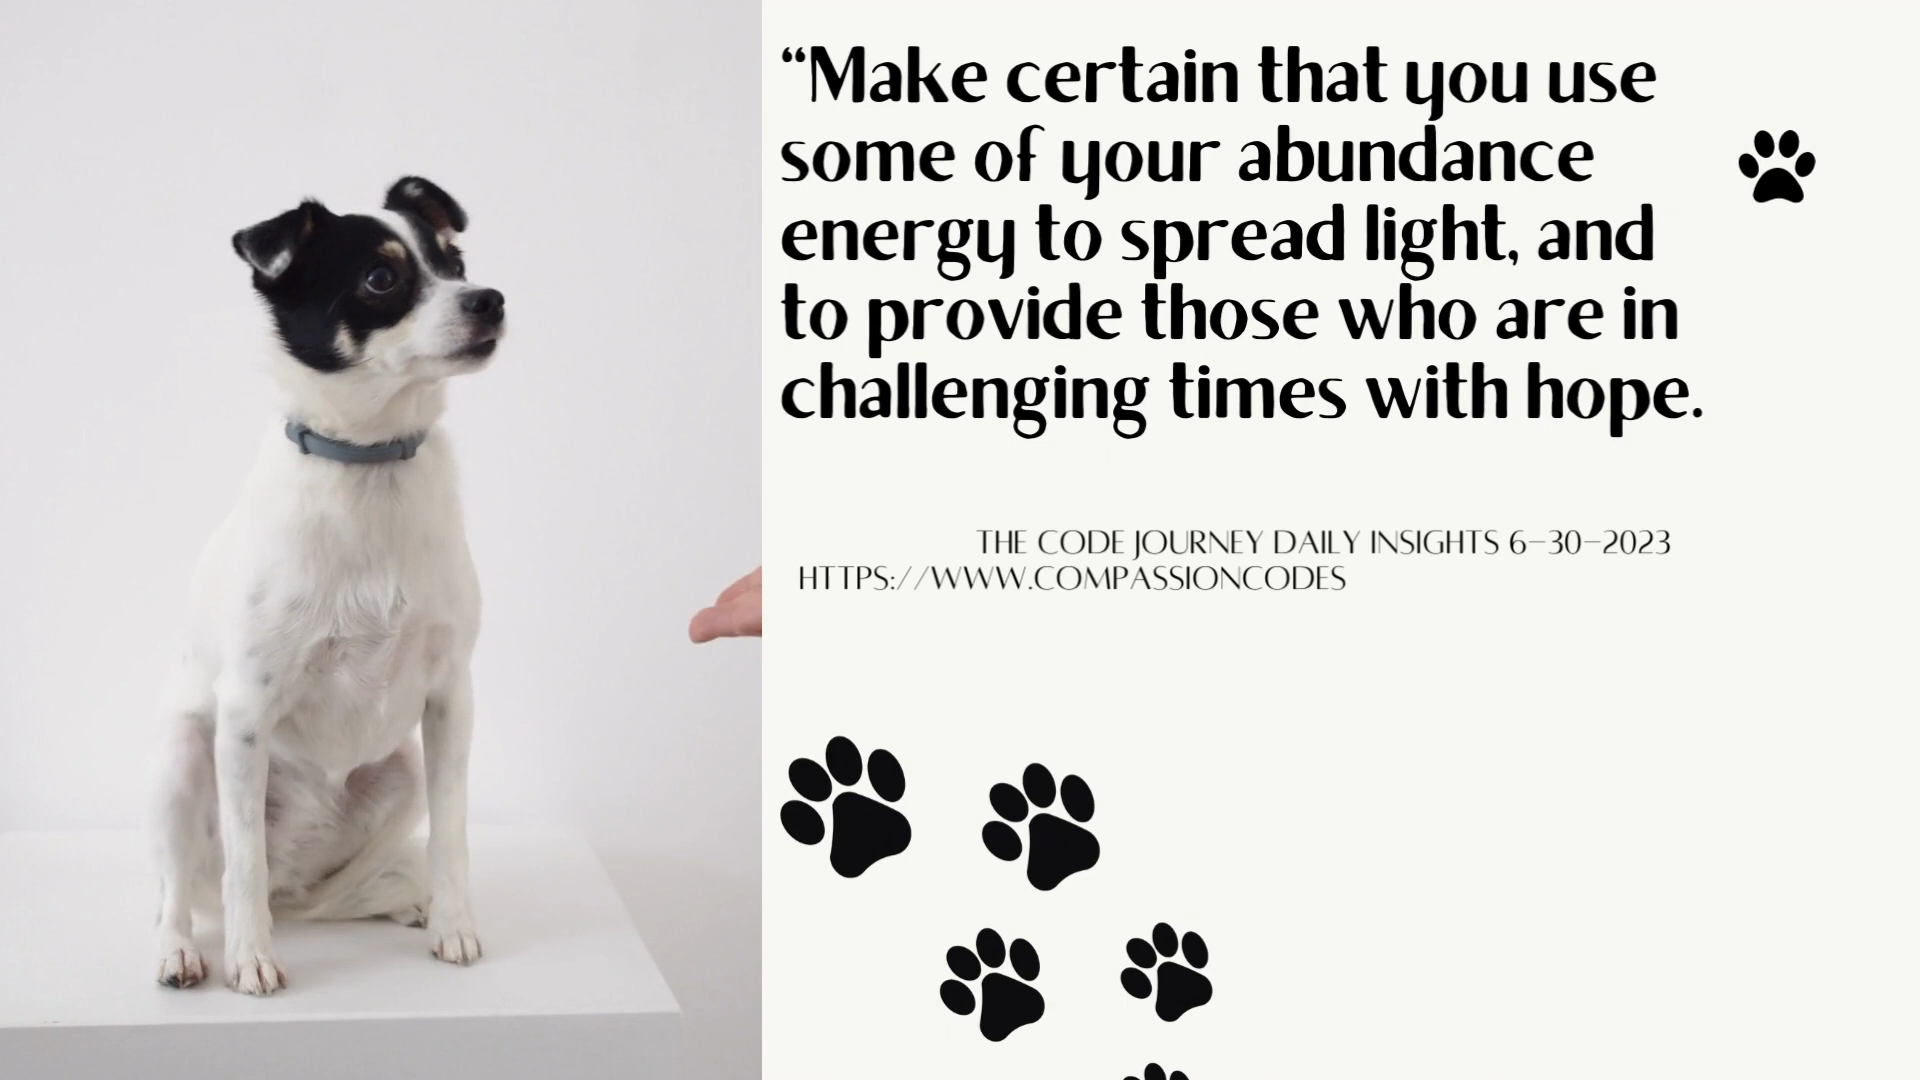 “Make certain that you use
some of your abundance
energy to spread light, and
to provide those who are in
challenging times with hope.
THE CODE JOURNEY DAILY INSIGHTS 6-30-2023
HTTPS://WWW.COMPASSIONCODES